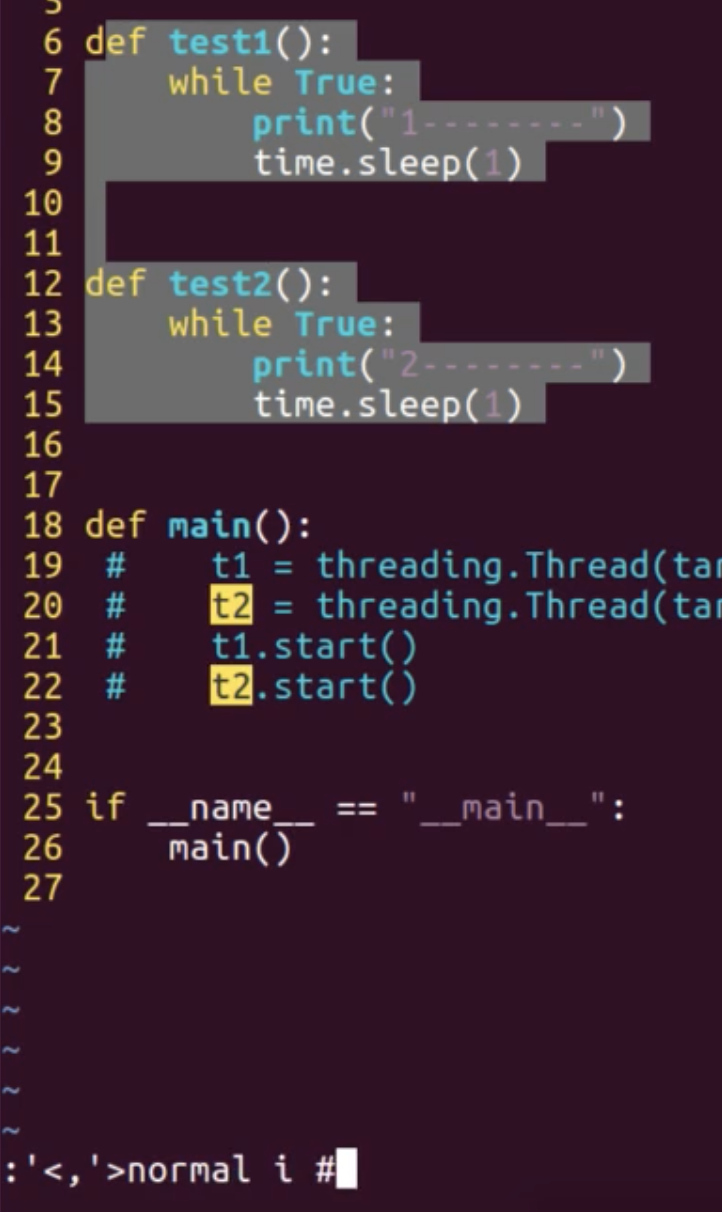 5
6 def test1():
7     while True:
8         print("1--------")
9         time.sleep(1)
10
11
12 def test2():
13     while True:
14         print("2--------")
15         time.sleep(1)
16
17
18 def main():
19  #    t1 = threading.Thread(tar
20  #    t2 = threading.Thread(tar
21  #    t1.start()
22  #    t2.start()
23
24
25 if __name__ == "__main__":
26     main()
27
~
~
~
~
~
~
:'<,'>normal i #